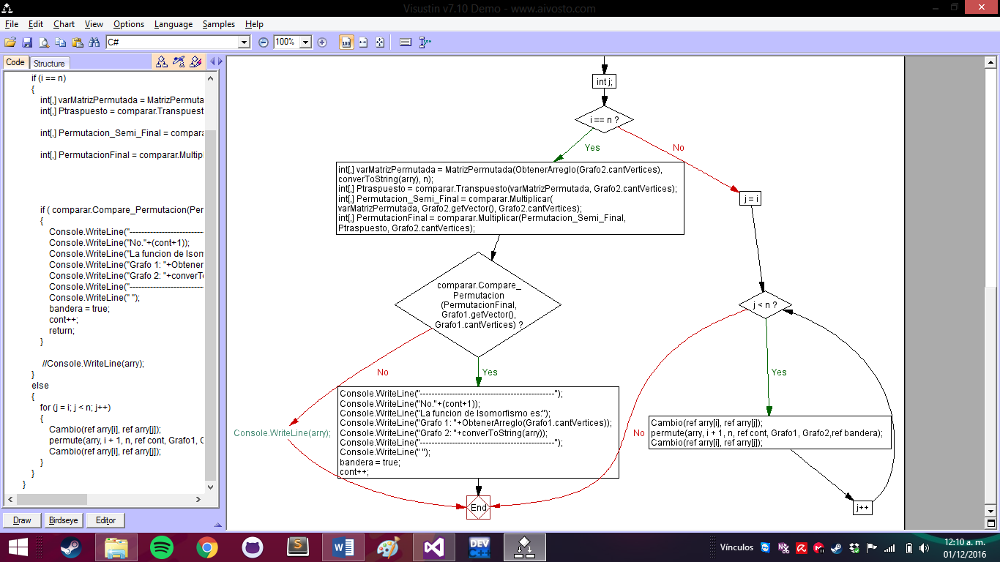 Visustin v7.10 Demo - www.aivosto.com
File Edit Chart View Options Language Samples Help
C#
100%
100
Code Structure
if (i == n)
{
int[,] varMatrizPermutada = MatrizPermuta
int[,] Ptraspuesto = comparar.Transpuest
int[,] Permutacion_Semi_Final = compara
int[,] PermutacionFinal = comparar.Multip
if ( comparar.Compare_Permutacion(Per
{
Console.WriteLine("--------------------------
Console.WriteLine("No."+(cont+1));
Console.WriteLine("La funcion de Isom
Console.WriteLine("Grafo 1: "+Obtener
Console.WriteLine("Grafo 2: "+converTo
Console.WriteLine("--------------------------
Console.WriteLine(" ");
bandera = true;
cont++;
return;
}
//Console.WriteLine(arry);
}
else
{
for (j = i; j < n; j++)
{
Cambio(ref arry[i], ref arry[j]);
permute(arry, i + 1, n, ref cont, Grafo1, G
Cambio(ref arry[i], ref arry[j]);
}
}
}
Draw Birdseye Editor
int j;
i == n ?
Yes
No
int[,] varMatrizPermutada = MatrizPermutada(ObtenerArreglo(Grafo2.cantVertices),
converToString(arry), n);
int[,] Ptraspuesto = comparar.Transpuesto(varMatrizPermutada, Grafo2.cantVertices);
int[,] Permutacion_Semi_Final = comparar.Multiplicar(
varMatrizPermutada, Grafo2.getVector(), Grafo2.cantVertices);
int[,] PermutacionFinal = comparar.Multiplicar(Permutacion_Semi_Final,
Ptraspuesto, Grafo2.cantVertices);
j = i
comparar.Compare_
Permutacion
(PermutacionFinal,
Grafo1.getVector(),
Grafo1.cantVertices) ?
j < n ?
No
Yes
Yes
Console.WriteLine("----------------------------------------------");
Console.WriteLine("No."+(cont+1));
Console.WriteLine("La funcion de Isomorfismo es:");
Console.WriteLine("Grafo 1: "+ObtenerArreglo(Grafo1.cantVertices));
Console.WriteLine("Grafo 2: "+converToString(arry));
Console.WriteLine("----------------------------------------------");
Console.WriteLine(" ");
bandera = true;
cont++;
Console.WriteLine(arry);
No
Cambio(ref arry[i], ref arry[j]);
permute(arry, i + 1, n, ref cont, Grafo1, Grafo2,ref bandera);
Cambio(ref arry[i], ref arry[j]);
End
j++
DEV
C++
Vínculos
12:10 a. m.
01/12/2016